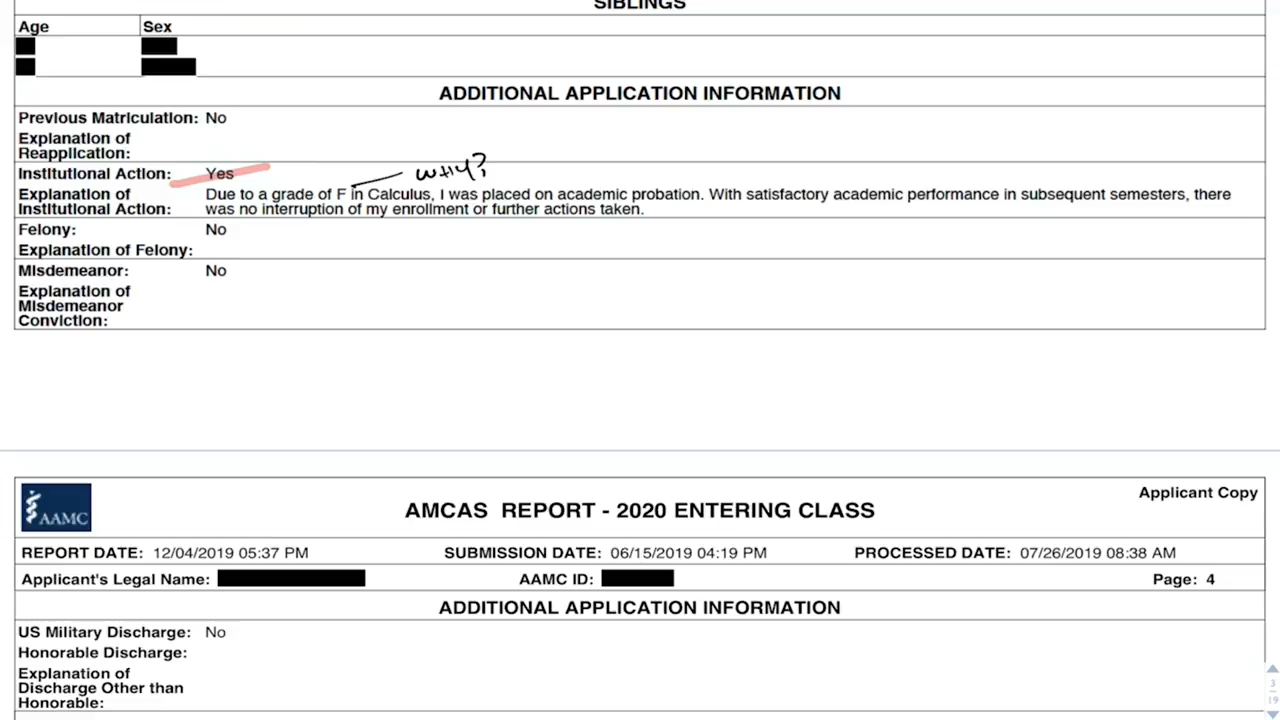 SIBLINGS
Age Sex
ADDITIONAL APPLICATION INFORMATION
Previous Matriculation: No
Explanation of
Reapplication:
Institutional Action: Yes
WHY?
Explanation of Due to a grade of F in Calculus, I was placed on academic probation. With satisfactory academic performance in subsequent semesters, there
Institutional Action: was no interruption of my enrollment or further actions taken.
Felony: No
Explanation of Felony:
Misdemeanor: No
Explanation of
Misdemeanor
Conviction:
Applicant Copy
AAMC
AMCAS REPORT - 2020 ENTERING CLASS
REPORT DATE: 12/04/2019 05:37 PM SUBMISSION DATE: 06/15/2019 04:19 PM PROCESSED DATE: 07/26/2019 08:38 AM
Applicant's Legal Name: AAMC ID: Page: 4
ADDITIONAL APPLICATION INFORMATION
US Military Discharge: No
Honorable Discharge:
Explanation of
Discharge Other than
Honorable:
3
19